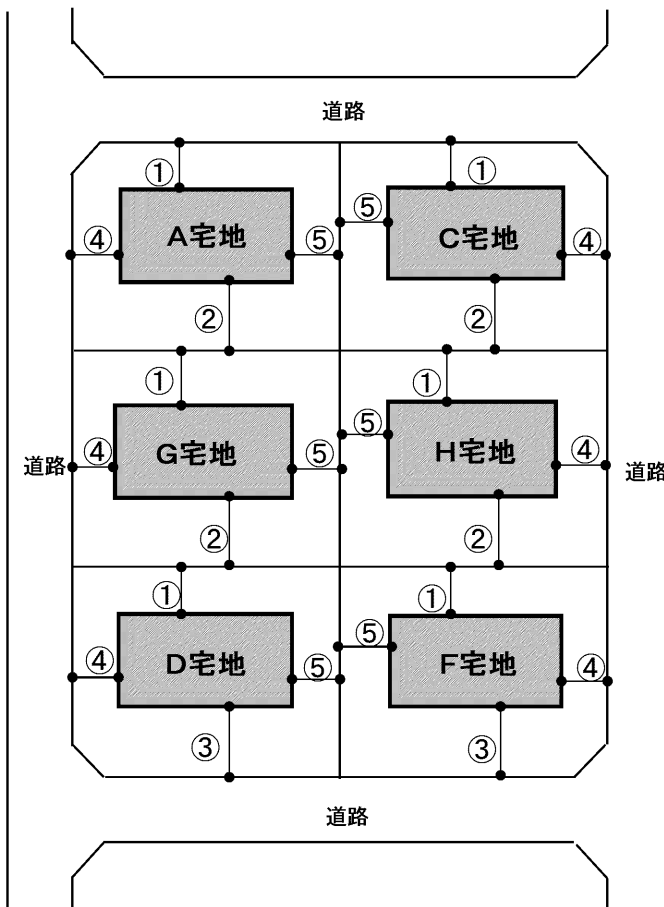 道路
① ①
A宅地 ⑤ C宅地
④ ⑤ ④
② ②
① ①
G宅地 ⑤ H宅地
道路 ④ ⑤ ④ 道路
② ②
① ①
D宅地 ⑤ F宅地
④ ⑤ ④
③ ③
道路